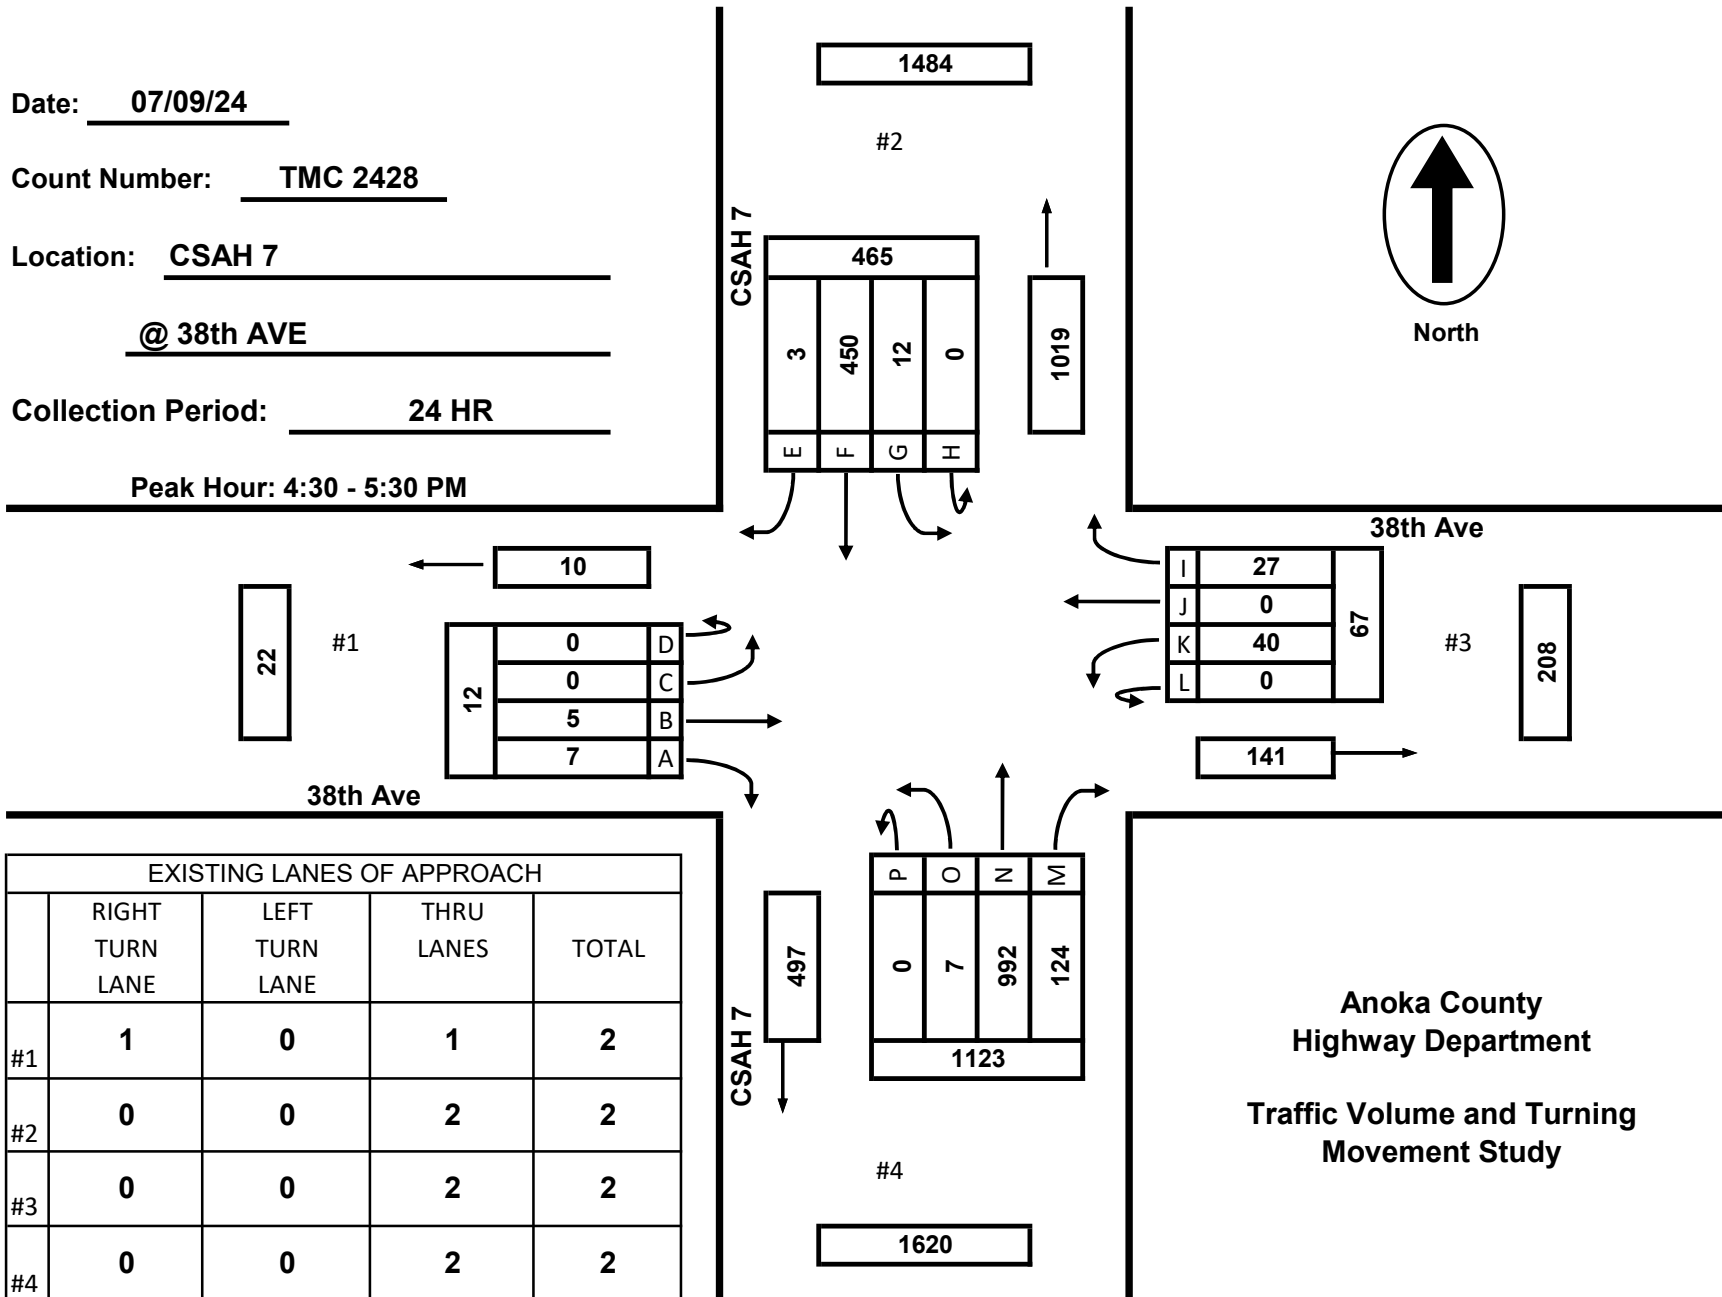 Date: 07/09/24
Count Number: TMC 2428
Location: CSAH 7
@ 38th AVE
Collection Period: 24 HR
Peak Hour: 4:30 - 5:30 PM
1484
#2
CSAH 7
465
3 450 12 0
E F G H
1019
North
38th Ave
10
22
#1
12
0 D
0 C
5 B
7 A
38th Ave
I 27
J 0
K 40
L 0
67
#3
208
141
P O N M
0 7 992 124
1123
497
CSAH 7
#4
1620
EXISTING LANES OF APPROACH
RIGHT TURN LANE LEFT TURN LANE THRU LANES TOTAL
#1 1 0 1 2
#2 0 0 2 2
#3 0 0 2 2
#4 0 0 2 2
Anoka County
Highway Department
Traffic Volume and Turning
Movement Study